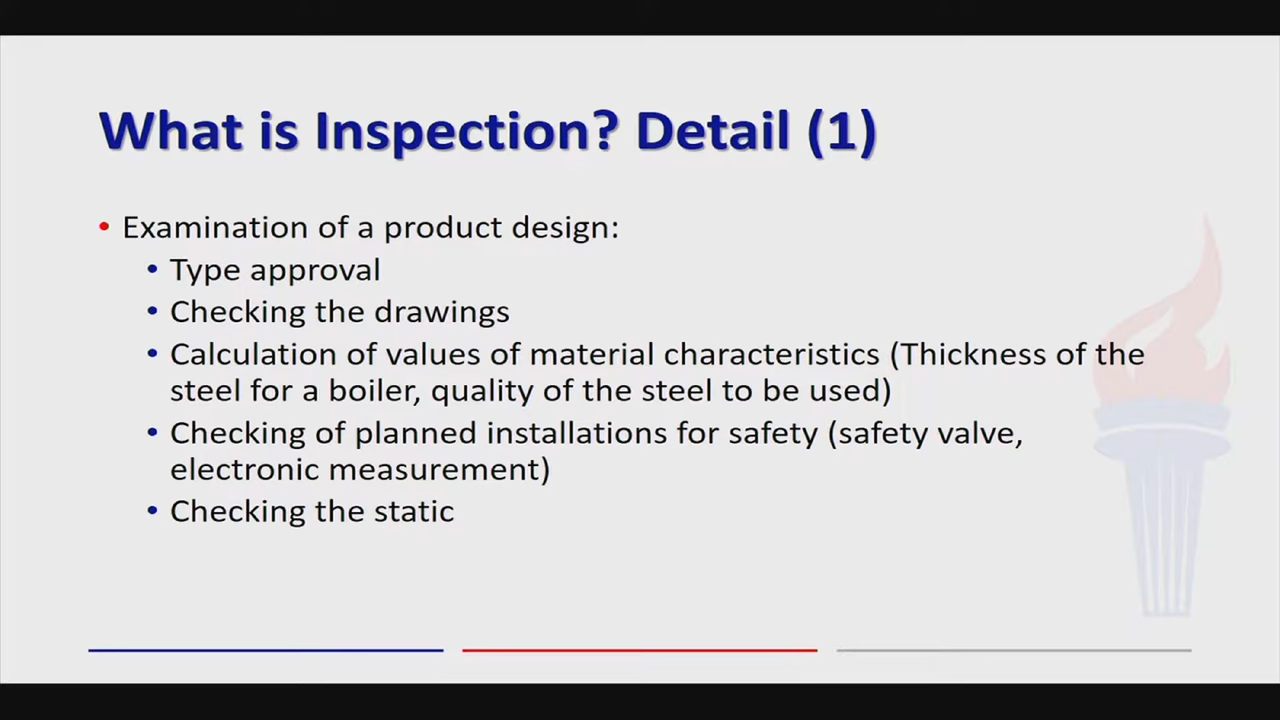 What is Inspection? Detail (1)
• Examination of a product design:
• Type approval
• Checking the drawings
• Calculation of values of material characteristics (Thickness of the
steel for a boiler, quality of the steel to be used)
• Checking of planned installations for safety (safety valve,
electronic measurement)
• Checking the static